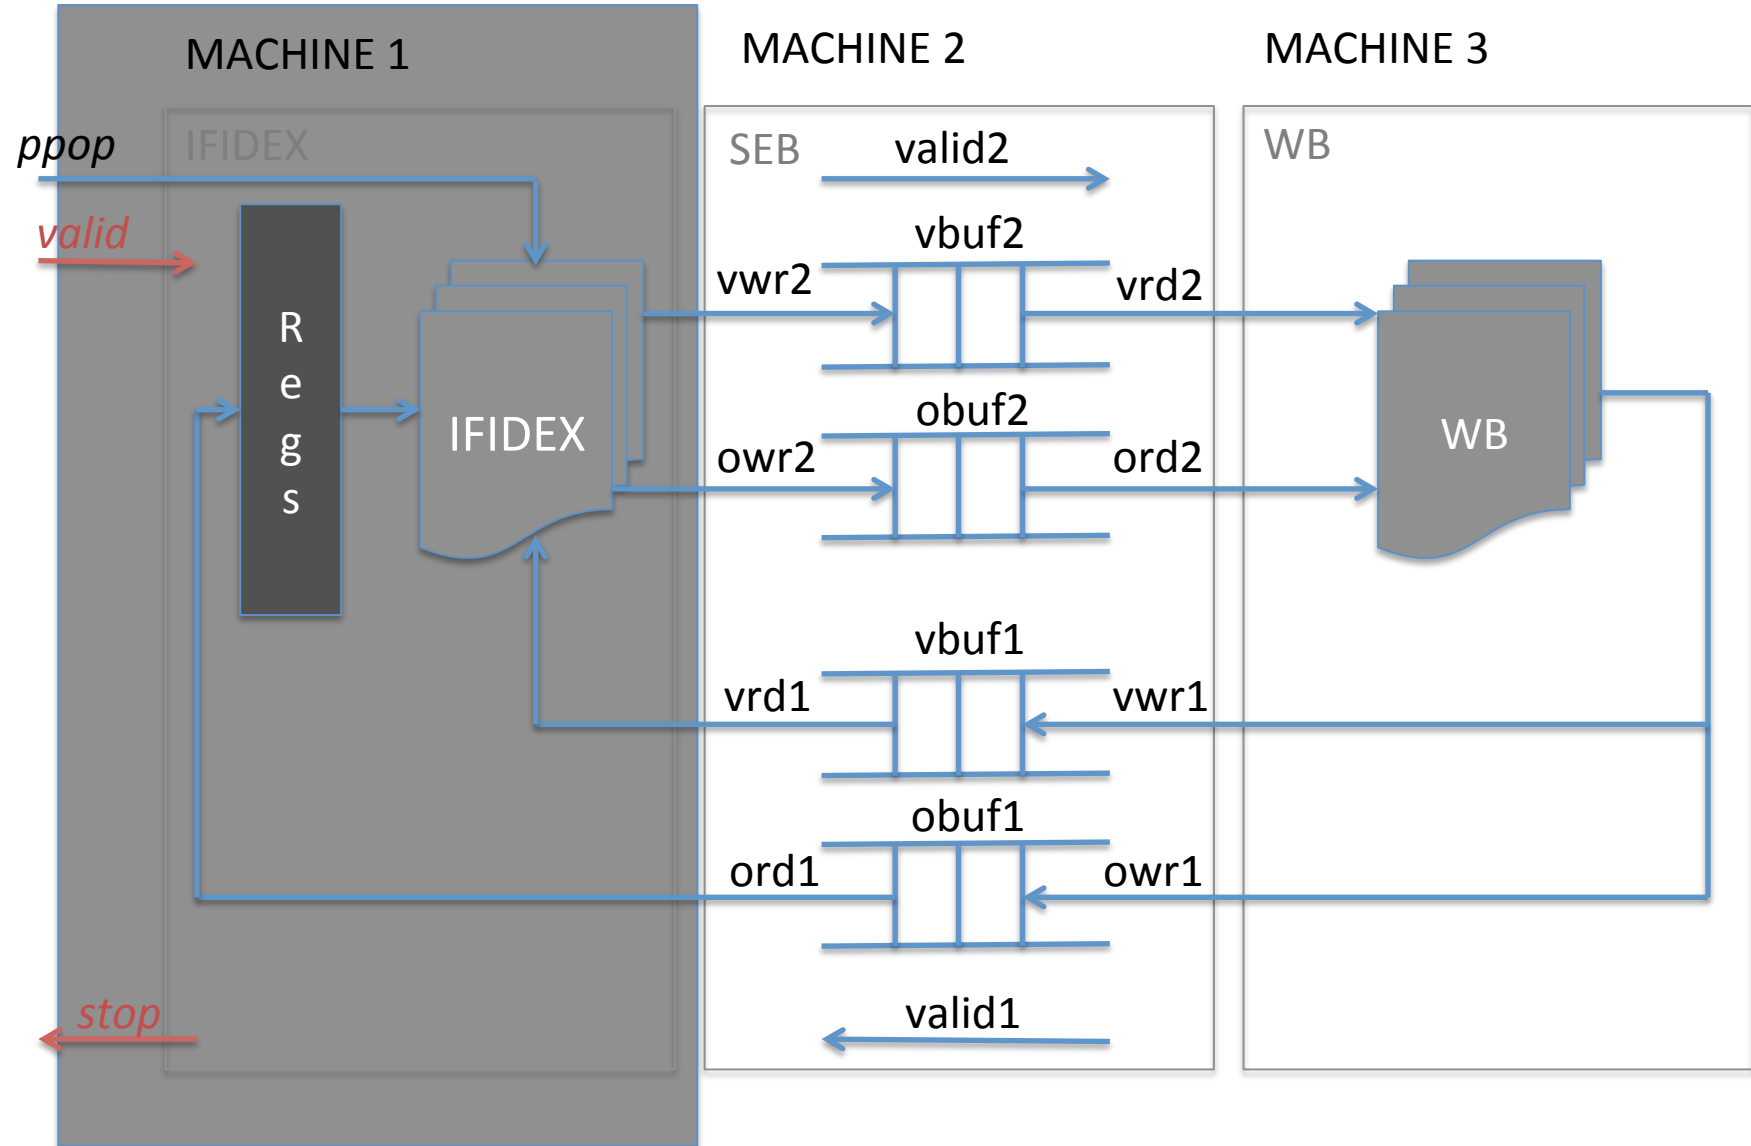 MACHINE 1
MACHINE 2
MACHINE 3
ppop
IFIDEX
SEB
valid2
WB
valid
vbuf2
vwr2
vrd2
R
e
g
s
IFIDEX
obuf2
owr2
ord2
WB
vbuf1
vrd1
vwr1
obuf1
ord1
owr1
stop
valid1